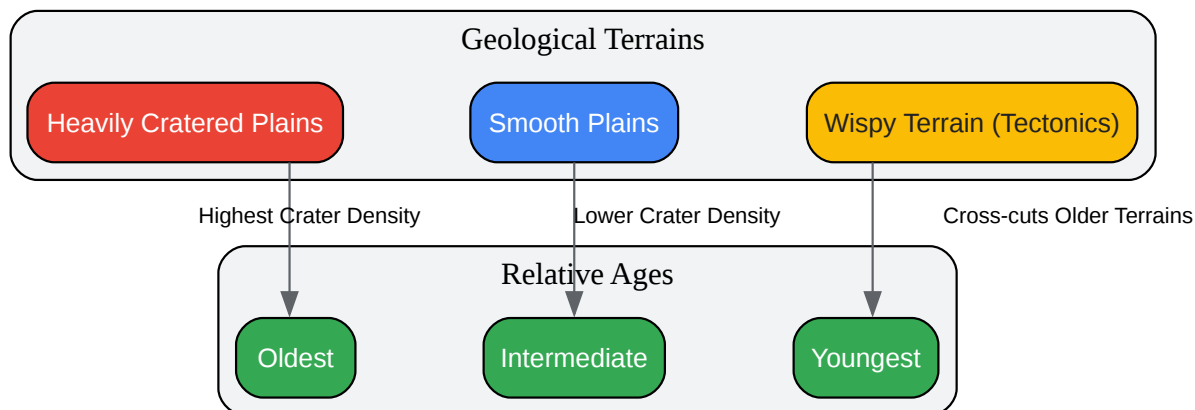 Geological Terrains
Heavily Cratered Plains
Smooth Plains
Wispy Terrain (Tectonics)
Highest Crater Density
Lower Crater Density
Cross-cuts Older Terrains
Relative Ages
Oldest
Intermediate
Youngest